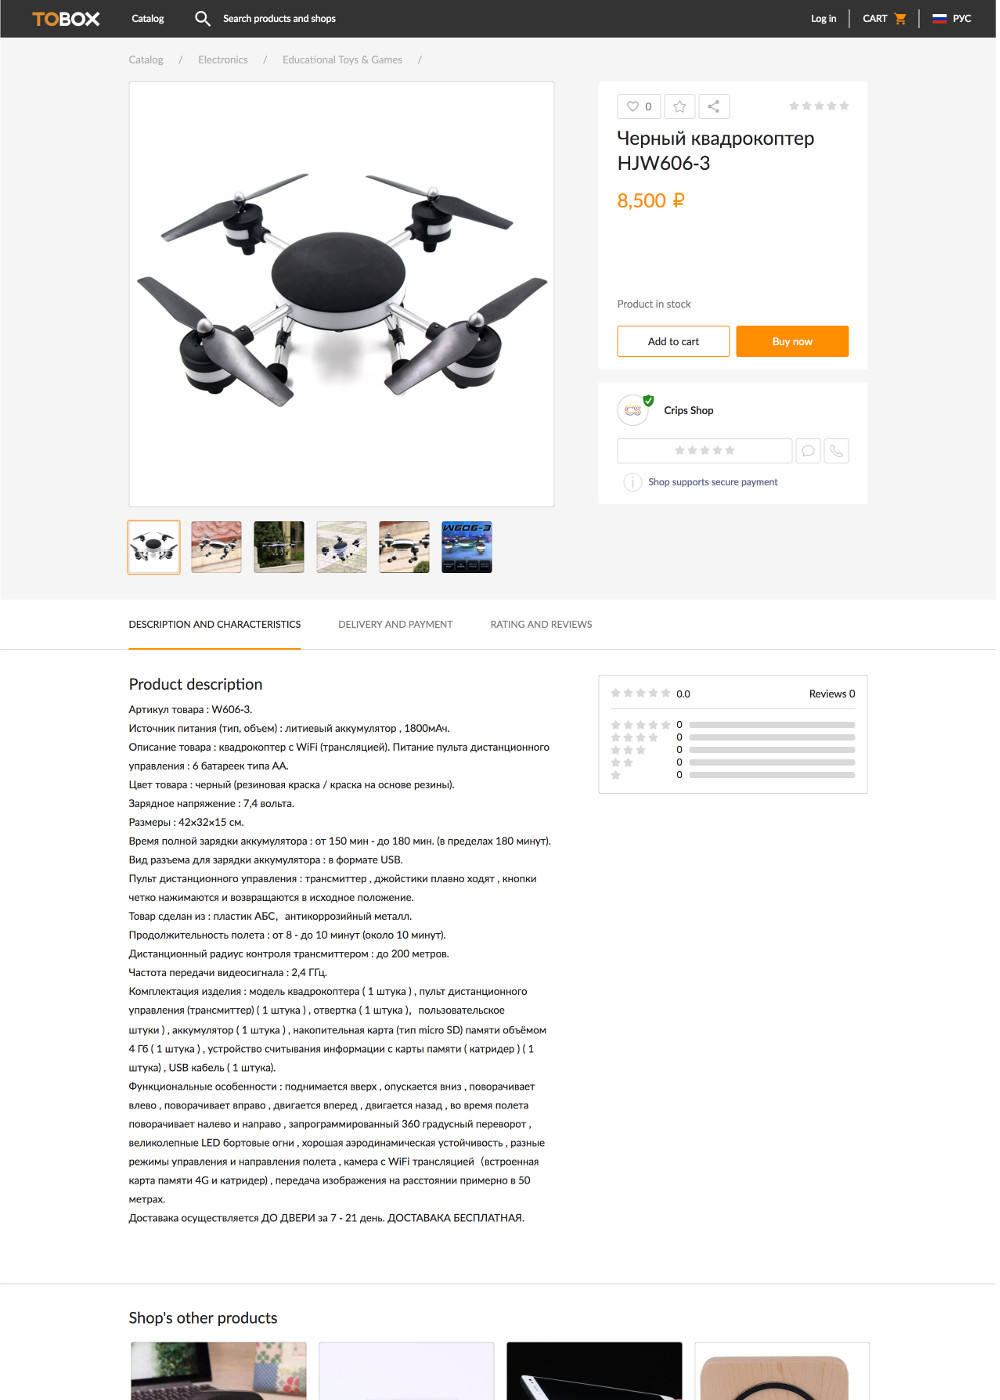 TOBOX
Catalog
Search products and shops
Log in
CART
РУС
Catalog / Electronics / Educational Toys & Games /
0
Черный квадрокоптер
HJW606-3
8,500 ₽
Product in stock
Add to cart
Buy now
Crips Shop
Shop supports secure payment
W606-3
DESCRIPTION AND CHARACTERISTICS
DELIVERY AND PAYMENT
RATING AND REVIEWS
Product description
Артикул товара : W606-3.
Источник питания (тип, объем) : литиевый аккумулятор , 1800мАч.
Описание товара : квадрокоптер с WiFi (трансляцией). Питание пульта дистанционного
управления : 6 батареек типа АА.
Цвет товара : черный (резиновая краска / краска на основе резины).
Зарядное напряжение : 7,4 вольта.
Размеры : 42×32×15 см.
Время полной зарядки аккумулятора : от 150 мин - до 180 мин. (в пределах 180 минут).
Вид разъема для зарядки аккумулятора : в формате USB.
Пульт дистанционного управления : трансмиттер , джойстики плавно ходят , кнопки
четко нажимаются и возвращаются в исходное положение.
Товар сделан из : пластик АБС， антикоррозийный металл.
Продолжительность полета : от 8 - до 10 минут (около 10 минут).
Дистанционный радиус контроля трансмиттером : до 200 метров.
Частота передачи видеосигнала : 2,4 ГГц.
Комплектация изделия : модель квадрокоптера ( 1 штука ) , пульт дистанционного
управления (трансмиттер) ( 1 штука ) , отвертка ( 1 штука )， пользовательское
штуки ) , аккумулятор ( 1 штука ) , накопительная карта (тип micro SD) памяти объёмом
4 Гб ( 1 штука ) , устройство считывания информации с карты памяти ( катридер ) ( 1
штука) , USB кабель ( 1 штука).
Функциональные особенности : поднимается вверх , опускается вниз , поворачивает
влево , поворачивает вправо , двигается вперед , двигается назад , во время полета
поворачивает налево и направо , запрограммированный 360 градусный переворот ,
великолепные LED бортовые огни , хорошая аэродинамическая устойчивость , разные
режимы управления и направления полета , камера с WiFi трансляцией（встроенная
карта памяти 4G и катридер) , передача изображения на расстоянии примерно в 50
метрах.
Доставака осуществляется ДО ДВЕРИ за 7 - 21 день. ДОСТАВАКА БЕСПЛАТНАЯ.
0.0
Reviews 0
0
0
0
0
0
Shop's other products